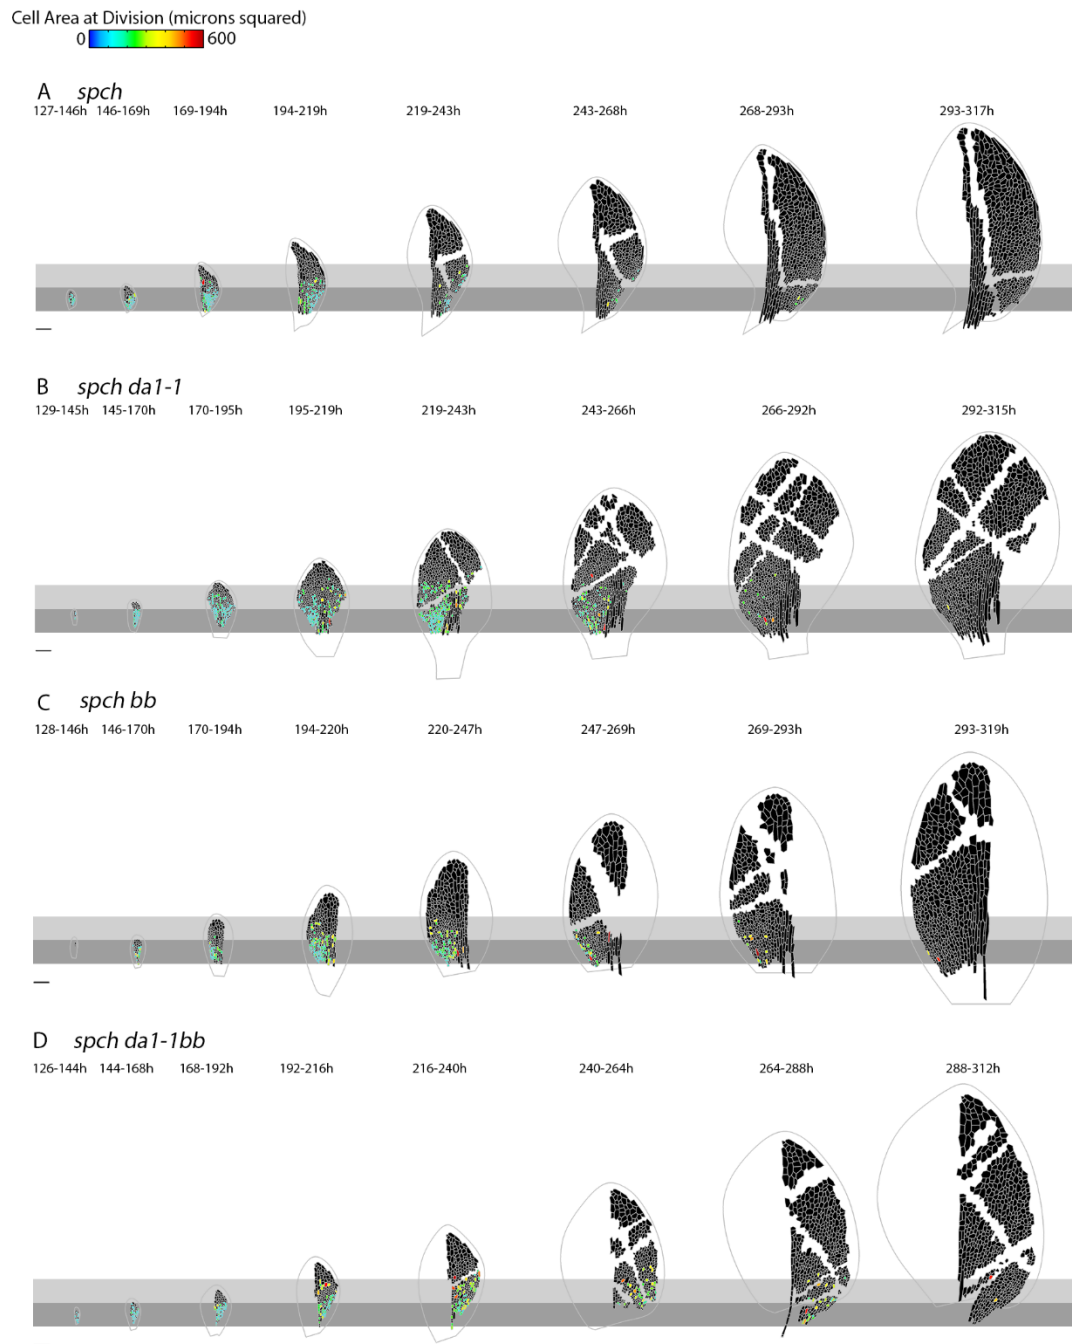 Cell Area at Division (microns squared)
0 600
A spch
127-146h 146-169h 169-194h 194-219h 219-243h 243-268h 268-293h 293-317h
B spch da1-1
129-145h 145-170h 170-195h 195-219h 219-243h 243-266h 266-292h 292-315h
C spch bb
128-146h 146-170h 170-194h 194-220h 220-247h 247-269h 269-293h 293-319h
D spch da1-1bb
126-144h 144-168h 168-192h 192-216h 216-240h 240-264h 264-288h 288-312h